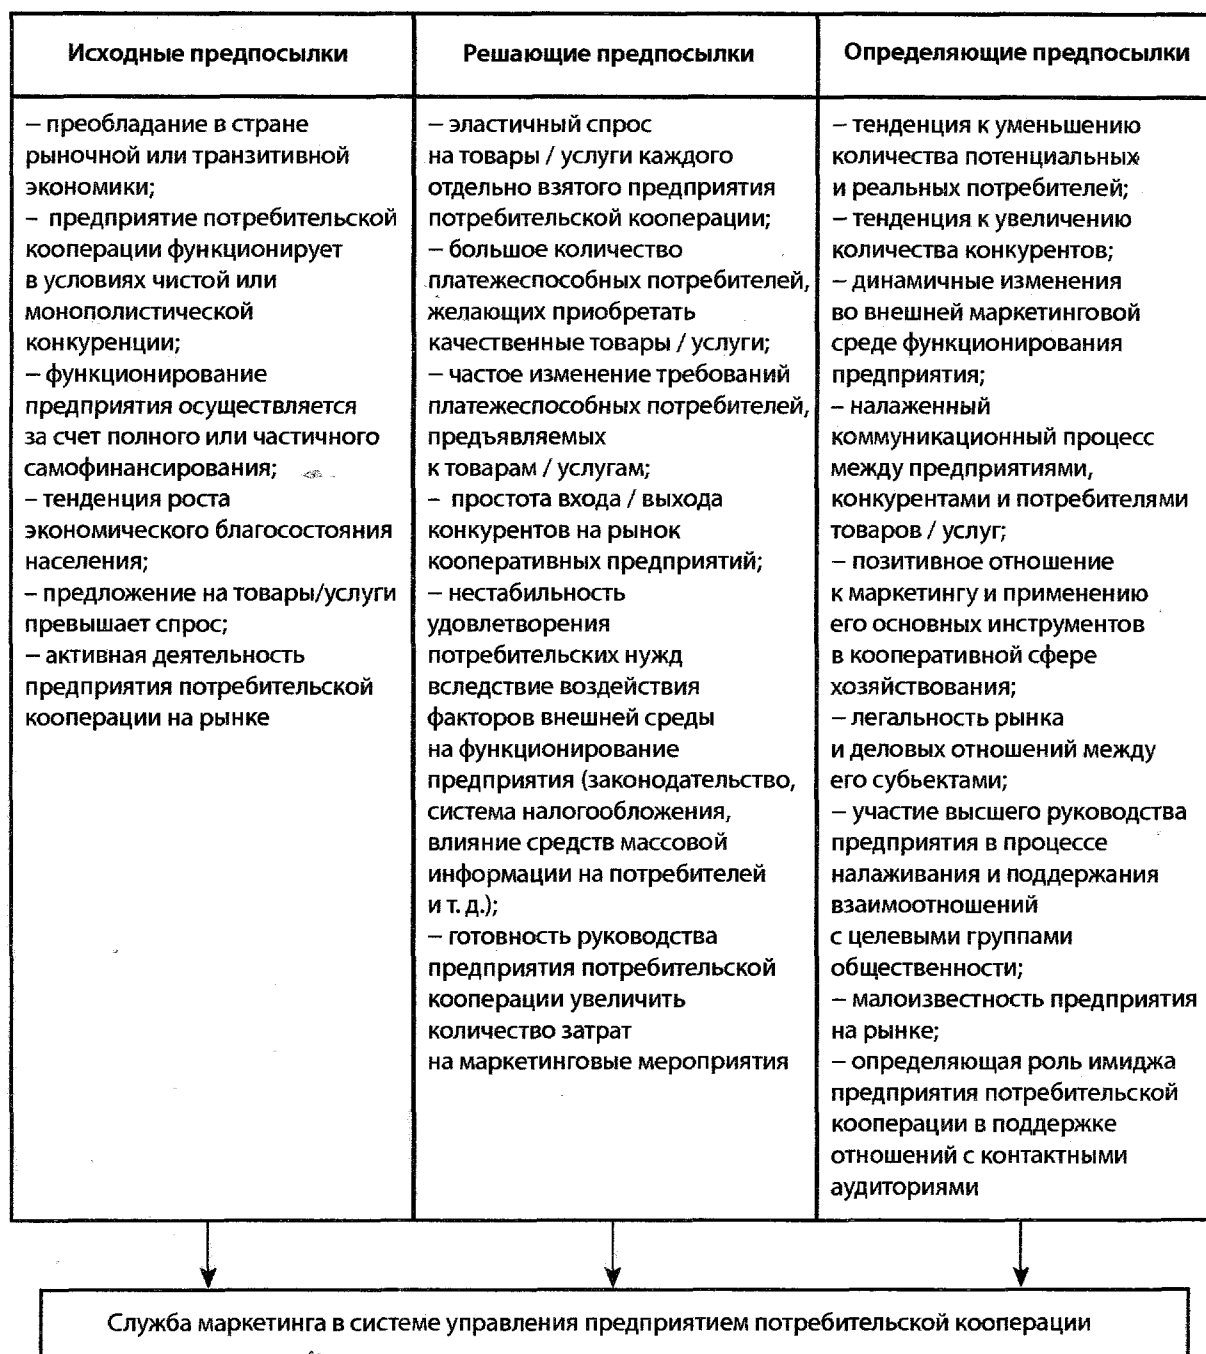 Исходные предпосылки
Решающие предпосылки
Определяющие предпосылки
– преобладание в стране
рыночной или транзитивной
экономики;
– предприятие потребительской
кооперации функционирует
в условиях чистой или
монополистической
конкуренции;
– функционирование
предприятия осуществляется
за счет полного или частичного
самофинансирования;
– тенденция роста
экономического благосостояния
населения;
– предложение на товары/услуги
превышает спрос;
– активная деятельность
предприятия потребительской
кооперации на рынке
– эластичный спрос
на товары / услуги каждого
отдельно взятого предприятия
потребительской кооперации;
– большое количество
платежеспособных потребителей,
желающих приобретать
качественные товары / услуги;
– частое изменение требований
платежеспособных потребителей,
предъявляемых
к товарам / услугам;
– простота входа / выхода
конкурентов на рынок
кооперативных предприятий;
– нестабильность
удовлетворения
потребительских нужд
вследствие воздействия
факторов внешней среды
на функционирование
предприятия (законодательство,
система налогообложения,
влияние средств массовой
информации на потребителей
и т. д.);
– готовность руководства
предприятия потребительской
кооперации увеличить
количество затрат
на маркетинговые мероприятия
– тенденция к уменьшению
количества потенциальных
и реальных потребителей;
– тенденция к увеличению
количества конкурентов;
– динамичные изменения
во внешней маркетинговой
среде функционирования
предприятия;
– налаженный
коммуникационный процесс
между предприятиями,
конкурентами и потребителями
товаров / услуг;
– позитивное отношение
к маркетингу и применению
его основных инструментов
в кооперативной сфере
хозяйствования;
– легальность рынка
и деловых отношений между
его субьектами;
– участие высшего руководства
предприятия в процессе
налаживания и поддержания
взаимоотношений
с целевыми группами
общественности;
– малоизвестность предприятия
на рынке;
– определяющая роль имиджа
предприятия потребительской
кооперации в поддержке
отношений с контактными
аудиториями
Служба маркетинга в системе управления предприятием потребительской кооперации